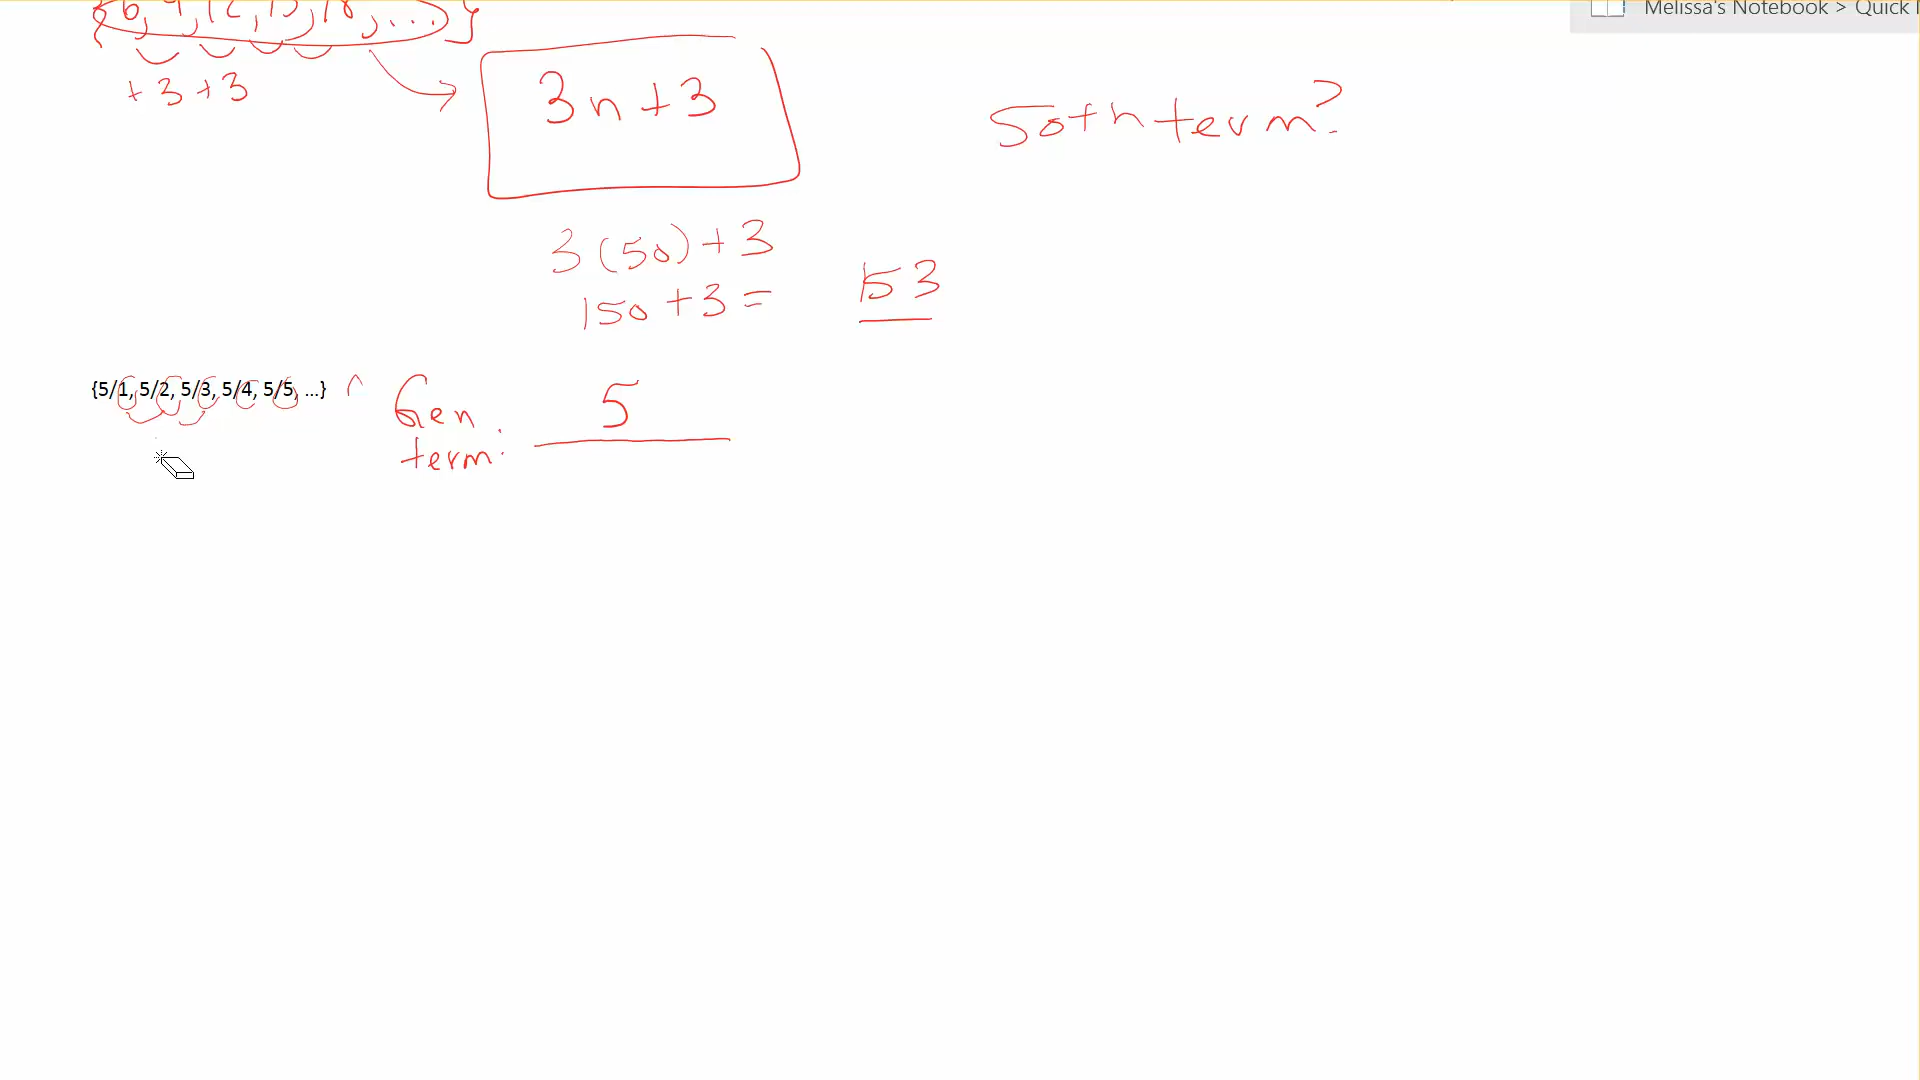 Melissa's Notebook > Quick
{6, 9, 12, 15, 18, ...}
+3 +3
3n+3
50th term?
3(50)+3
150+3= 153
{5/1, 5/2, 5/3, 5/4, 5/5, ...}
Gen term:
5